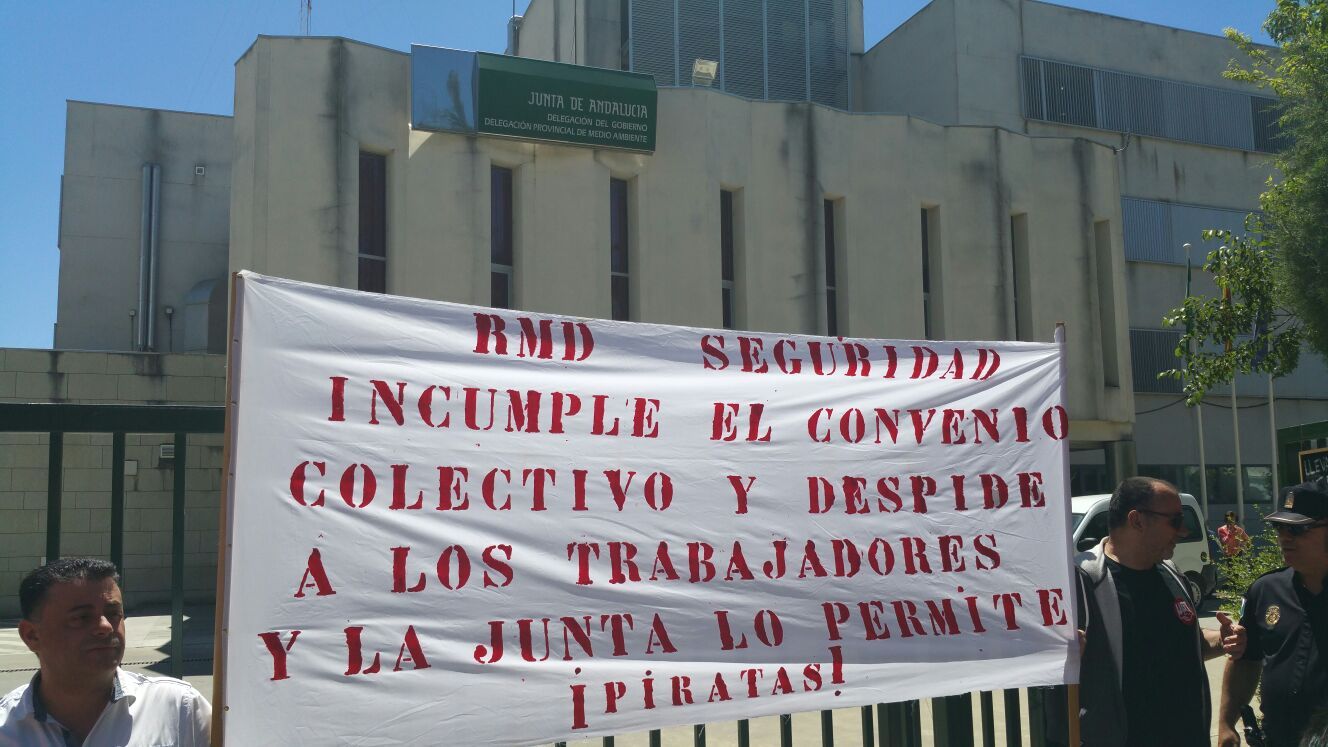 JUNTA DE ANDALUCIA
DELEGACIÓN DEL GOBIERNO
DELEGACIÓN PROVINCIAL DE MEDIO AMBIENTE
RMD SEGURIDAD
INCUMPLE EL CONVENIO
COLECTIVO Y DESPIDE
A LOS TRABAJADORES
Y LA JUNTA LO PERMITE
¡PIRATAS!